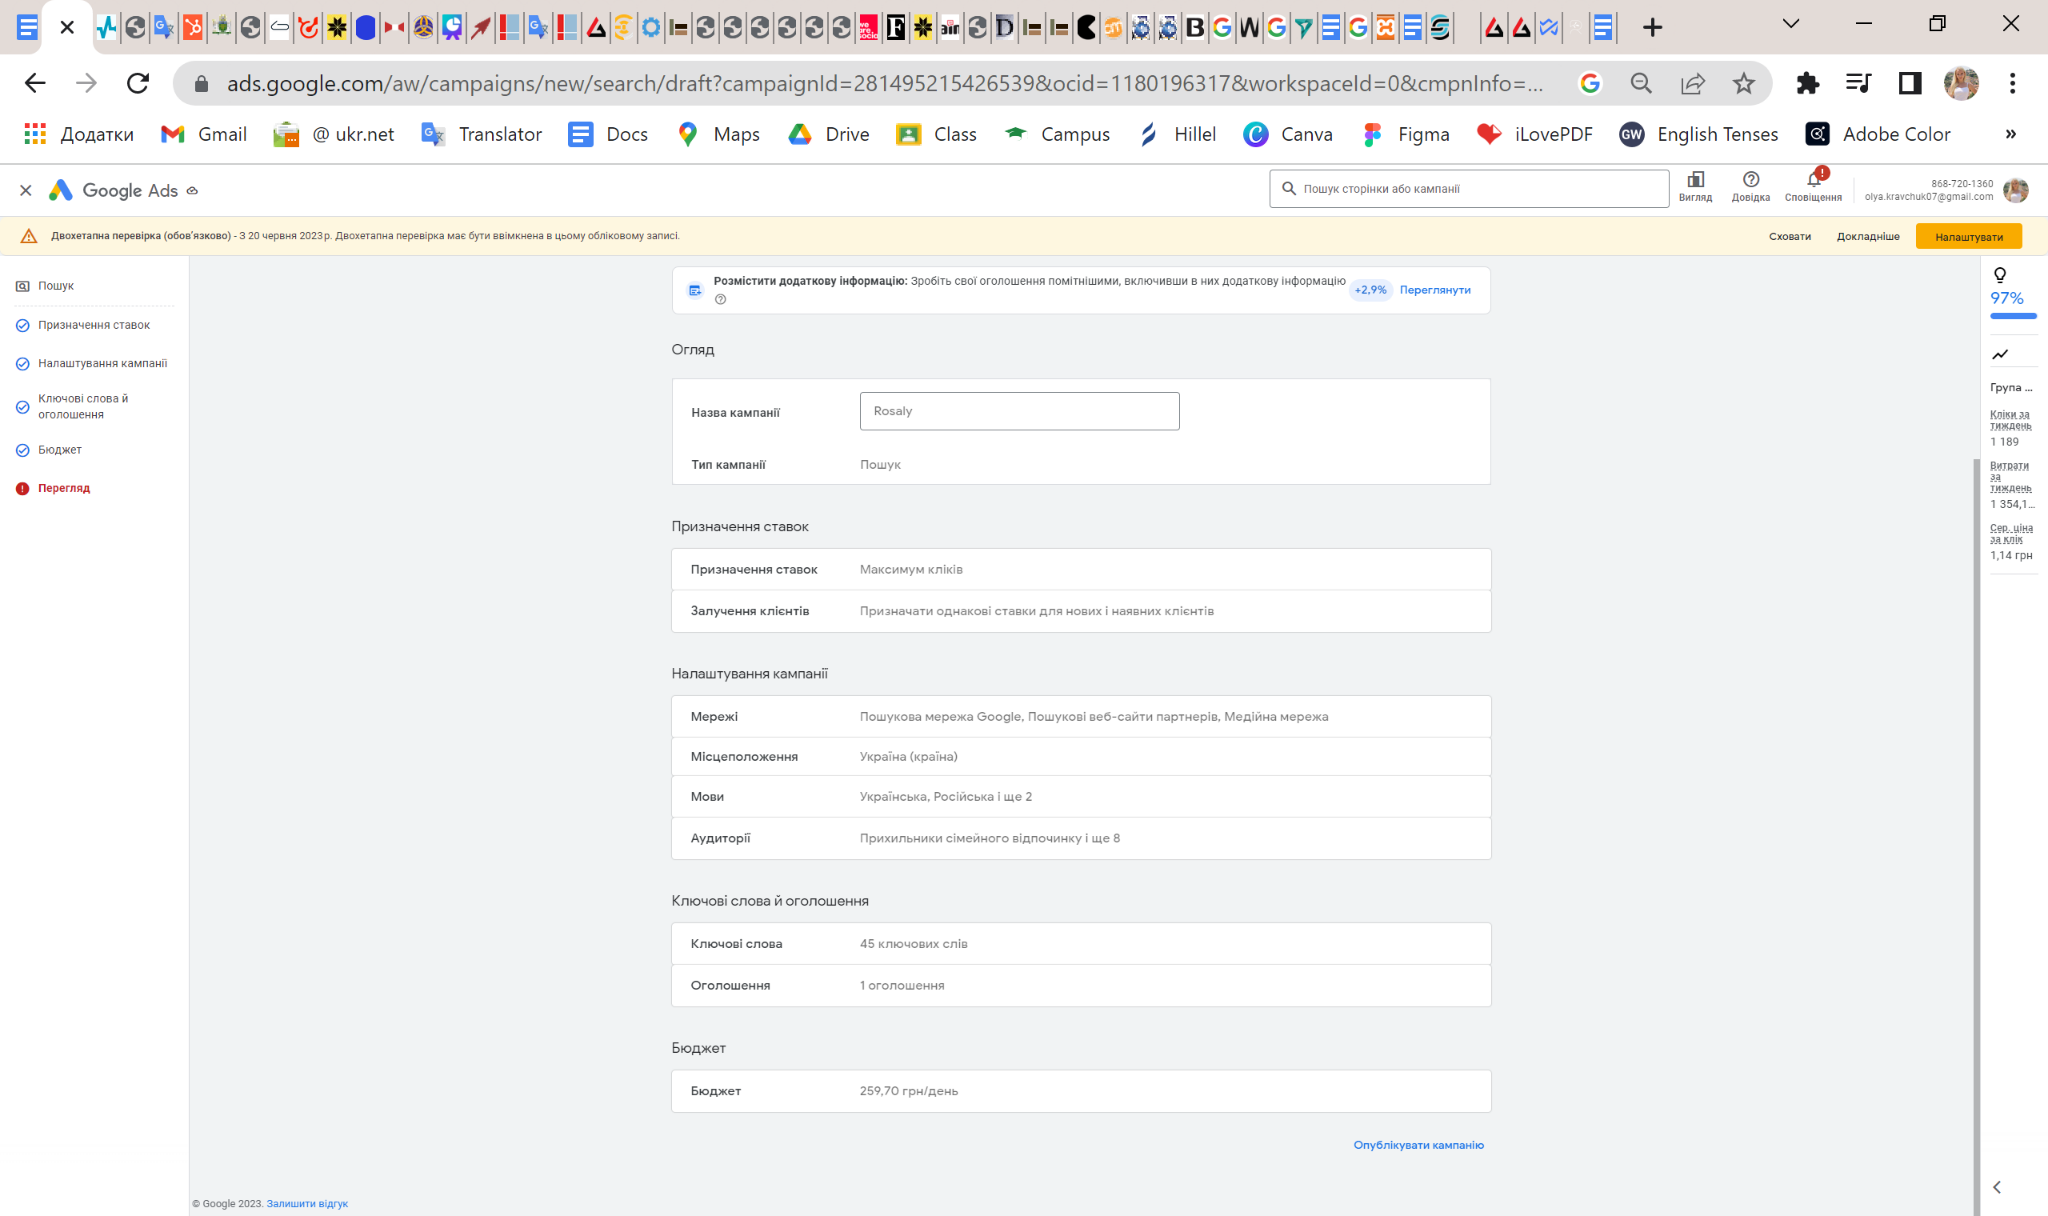 ads.google.com/aw/campaigns/new/search/draft?campaignId=281495215426539&ocid=1180196317&workspaceId=0&cmpnInfo=...
Додатки Gmail @ ukr.net Translator Docs Maps Drive Class Campus Hillel Canva Figma iLovePDF GW English Tenses Adobe Color »
Google Ads
Пошук сторінки або кампанії
Вигляд Довідка Сповіщення
868-720-1360
olya.kravchuk07@gmail.com
Двохетапна перевірка (обов'язково) - З 20 червня 2023 р. Двохетапна перевірка має бути ввімкнена в цьому обліковому записі.
Сховати Докладніше Налаштувати
Пошук
Призначення ставок
Налаштування кампанії
Ключові слова й
оголошення
Бюджет
Перегляд
Розмістити додаткову інформацію: Зробіть свої оголошення помітнішими, включивши в них додаткову інформацію
+2,9% Переглянути
Огляд
Назва кампанії Rosaly
Тип кампанії Пошук
Призначення ставок
Призначення ставок Максимум кліків
Залучення клієнтів Призначати однакові ставки для нових і наявних клієнтів
Налаштування кампанії
Мережі Пошукова мережа Google, Пошукові веб-сайти партнерів, Медійна мережа
Місцеположення Україна (країна)
Мови Українська, Російська і ще 2
Аудиторії Прихильники сімейного відпочинку і ще 8
Ключові слова й оголошення
Ключові слова 45 ключових слів
Оголошення 1 оголошення
Бюджет
Бюджет 259,70 грн/день
Опублікувати кампанію
© Google 2023. Залишити відгук
97%
Група ...
Кліки за
тиждень
1 189
Витрати
за
тиждень
1 354,1...
Сер. ціна
за клік
1,14 грн